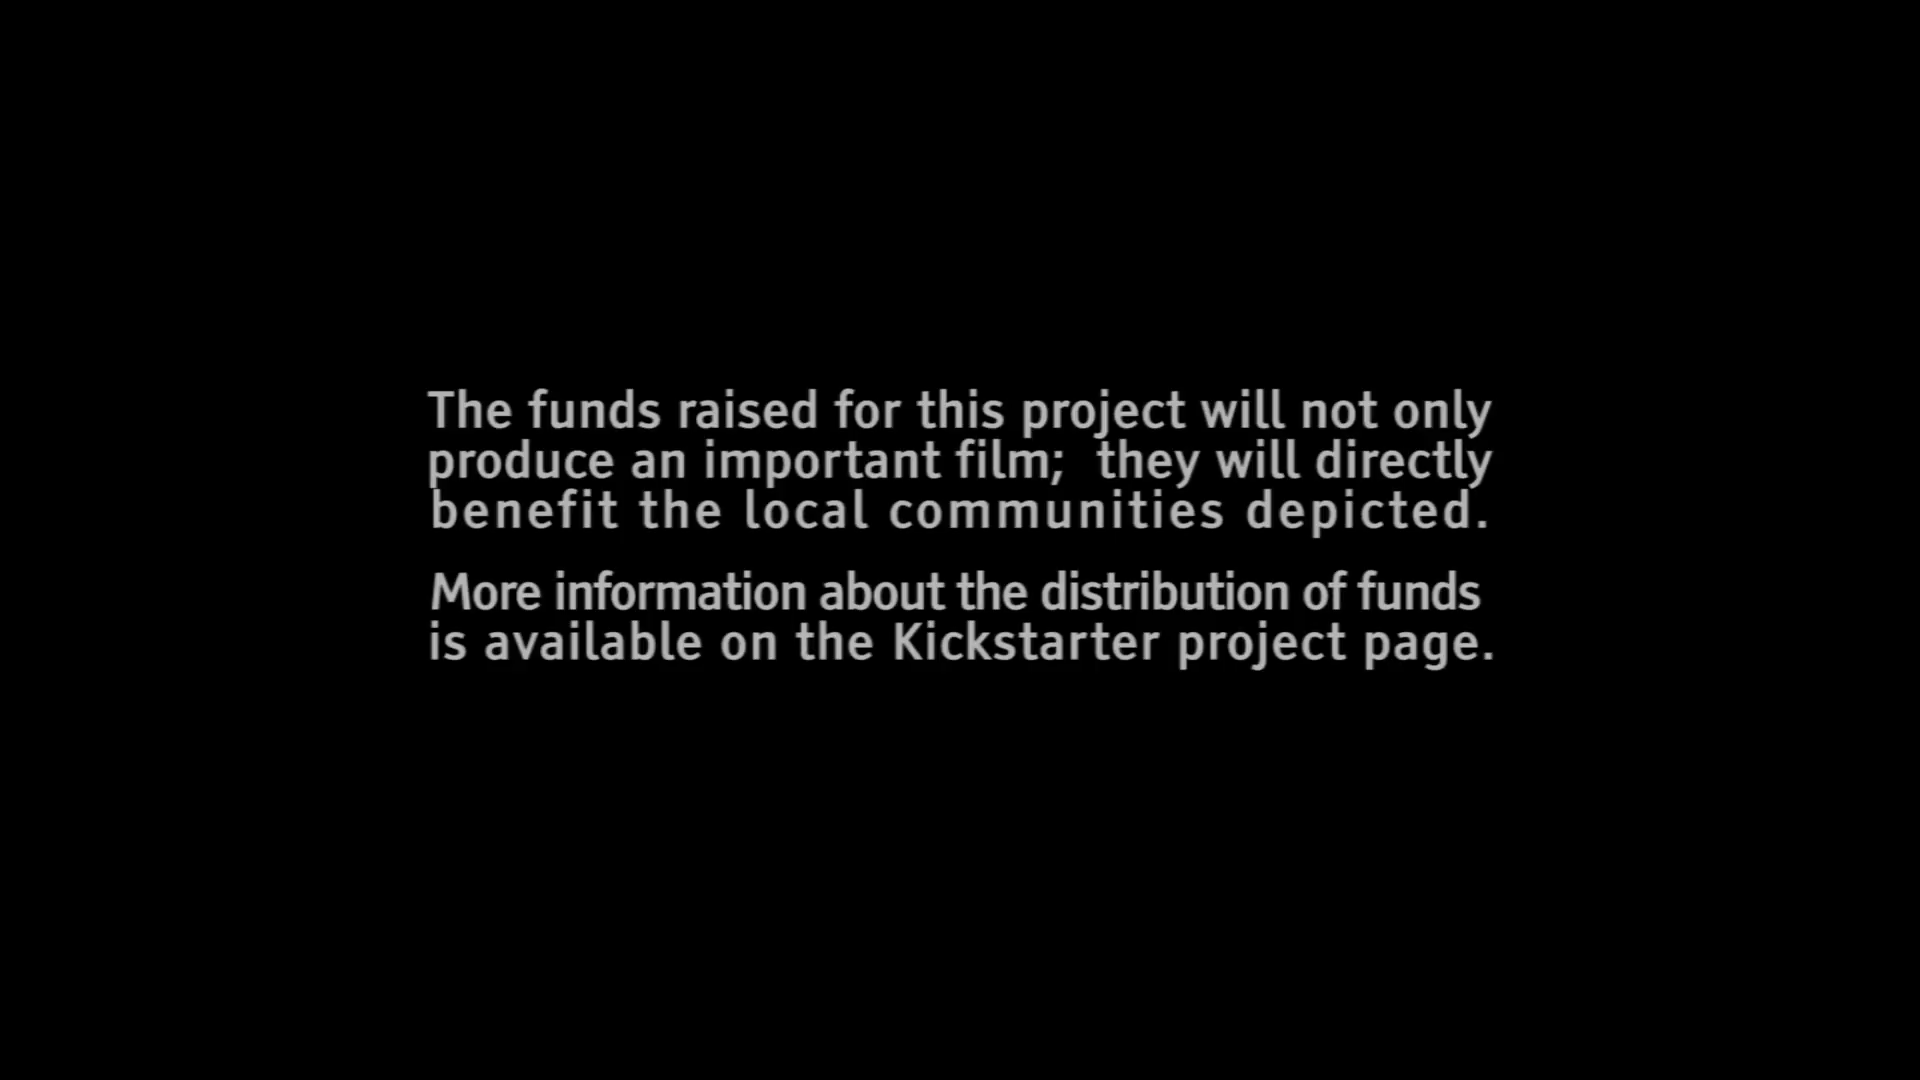 The funds raised for this project will not only
produce an important film;  they will directly
benefit the local communities depicted.
More information about the distribution of funds
is available on the Kickstarter project page.